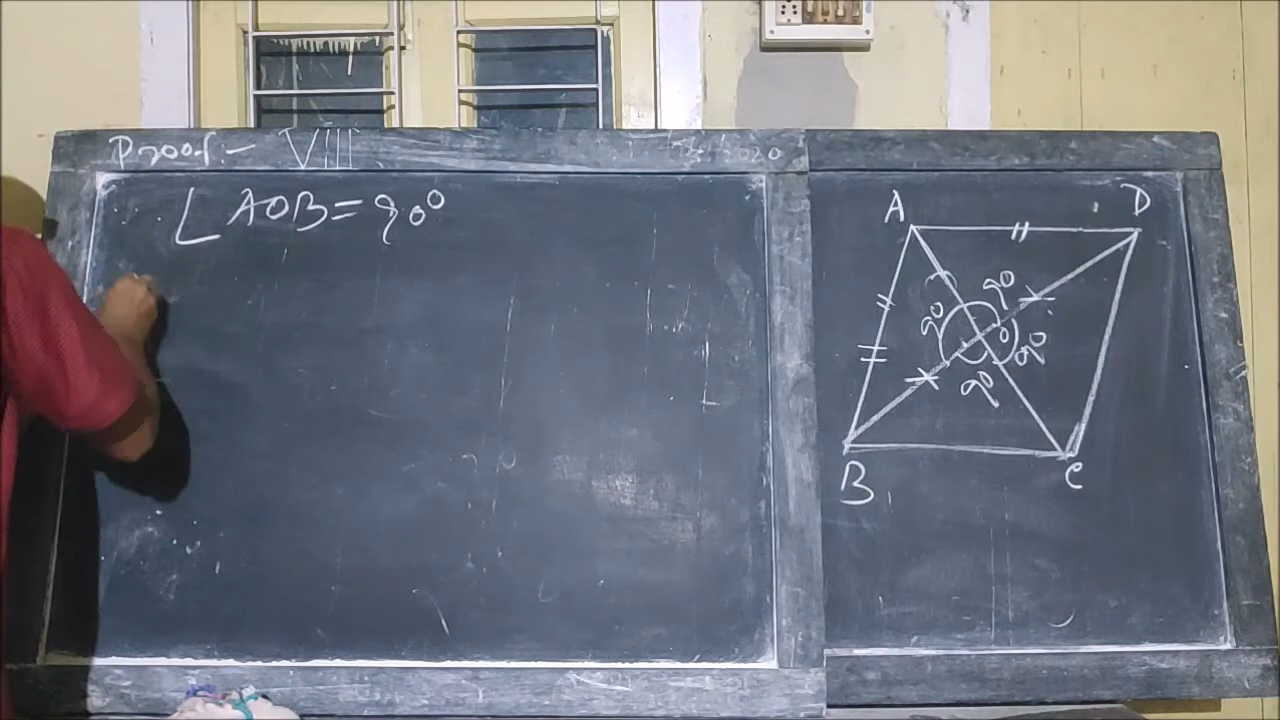 Proof:- VIII
∠AOB=90°
A D
90
90 O
90
90
B C